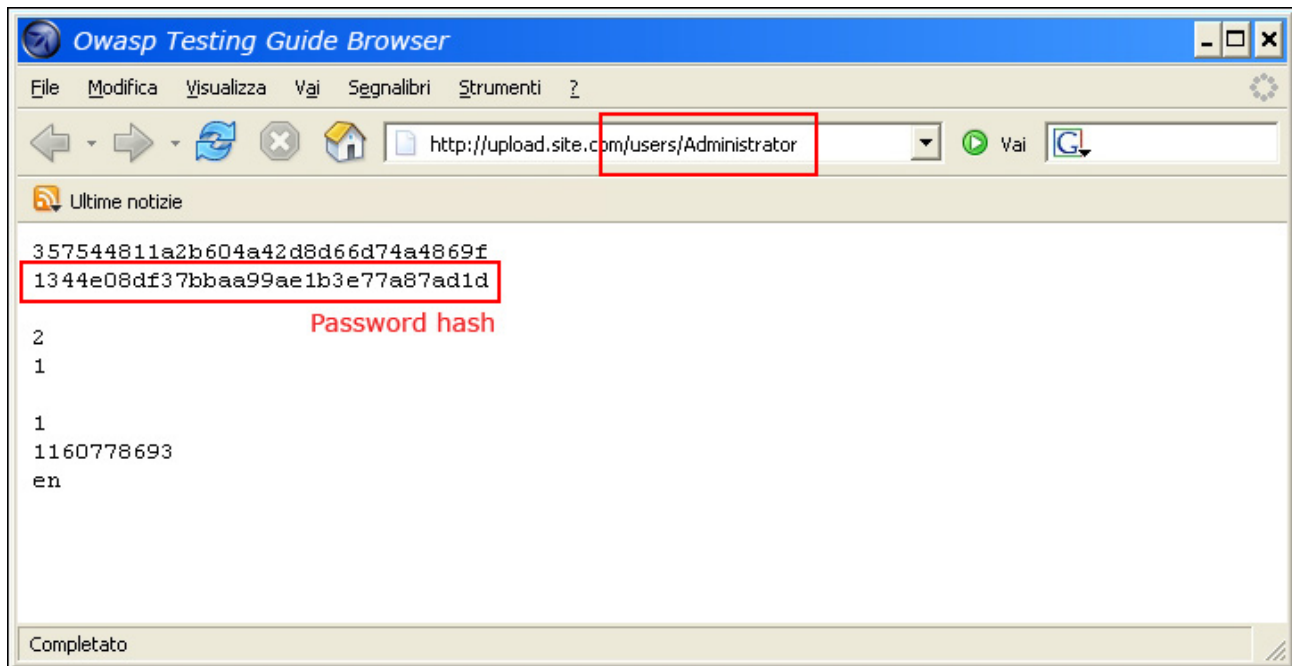 Owasp Testing Guide Browser
File Modifica Visualizza Vai Segnalibri Strumenti ?
http://upload.site.com/users/Administrator Vai G
Ultime notizie
357544811a2b604a42d8d66d74a4869f
1344e08df37bbaa99ae1b3e77a87ad1d
Password hash
2
1
1
1160778693
en
Completato